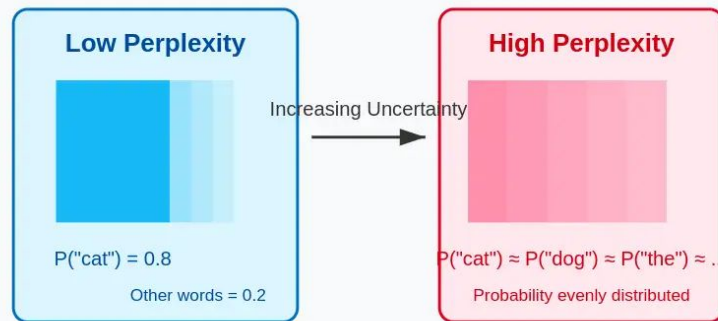 Low Perplexity
P("cat") = 0.8
Other words = 0.2
Increasing Uncertainty
High Perplexity
P("cat") ≈ P("dog") ≈ P("the") ≈ ..
Probability evenly distributed